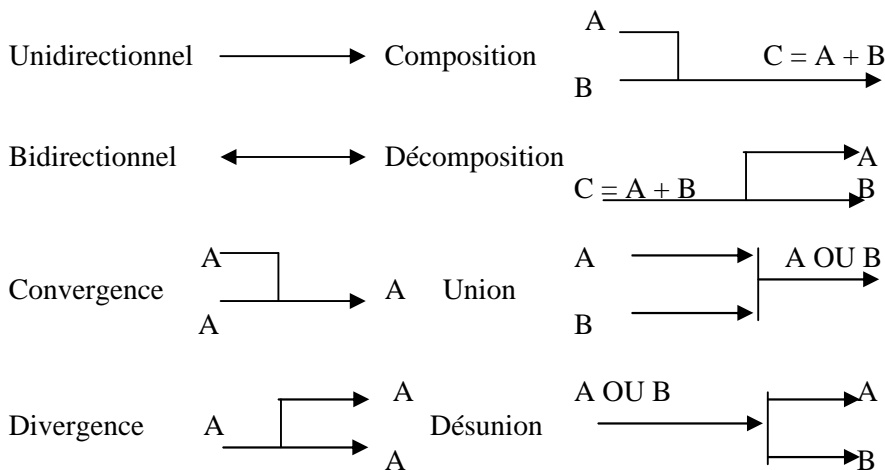 A
Unidirectionnel Composition C = A + B
B
Bidirectionnel Décomposition A
C = A + B B
A A A OU B
Convergence A Union
A B
A A OU B A
Divergence A Désunion
A B